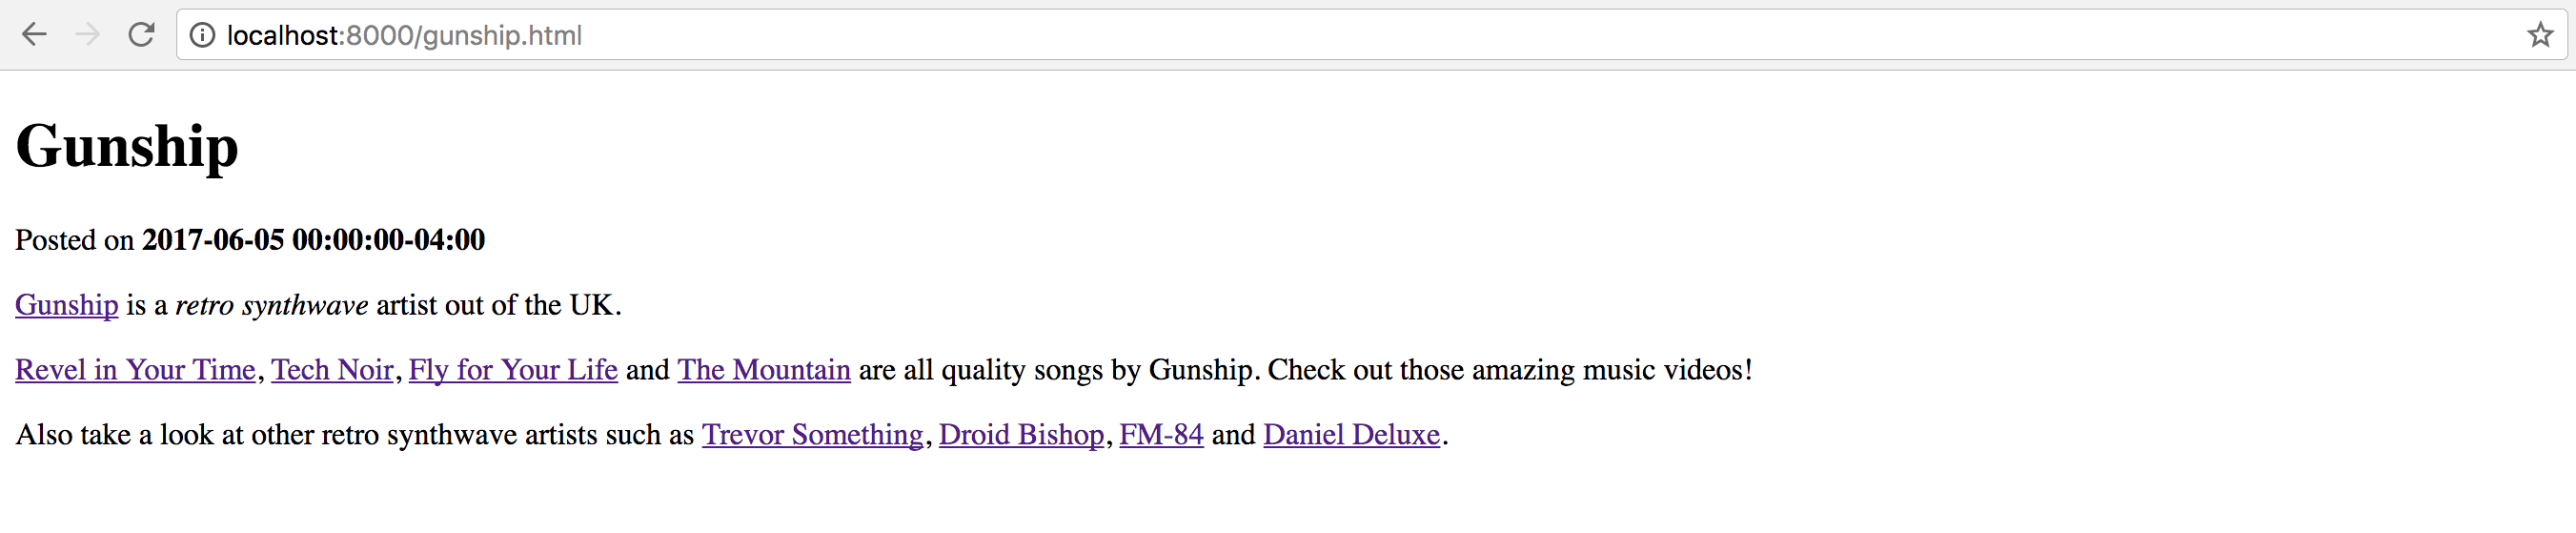 localhost:8000/gunship.html
Gunship
Posted on 2017-06-05 00:00:00-04:00
Gunship is a retro synthwave artist out of the UK.
Revel in Your Time, Tech Noir, Fly for Your Life and The Mountain are all quality songs by Gunship. Check out those amazing music videos!
Also take a look at other retro synthwave artists such as Trevor Something, Droid Bishop, FM-84 and Daniel Deluxe.